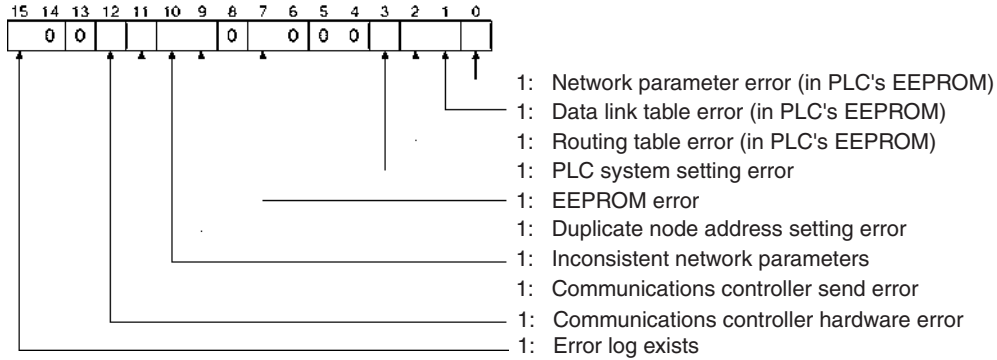 15 14 13 12 11 10 9 8 7 6 5 4 3 2 1 0
0 0 0 0 0 0
1: Network parameter error (in PLC's EEPROM)
1: Data link table error (in PLC's EEPROM)
1: Routing table error (in PLC's EEPROM)
1: PLC system setting error
1: EEPROM error
1: Duplicate node address setting error
1: Inconsistent network parameters
1: Communications controller send error
1: Communications controller hardware error
1: Error log exists